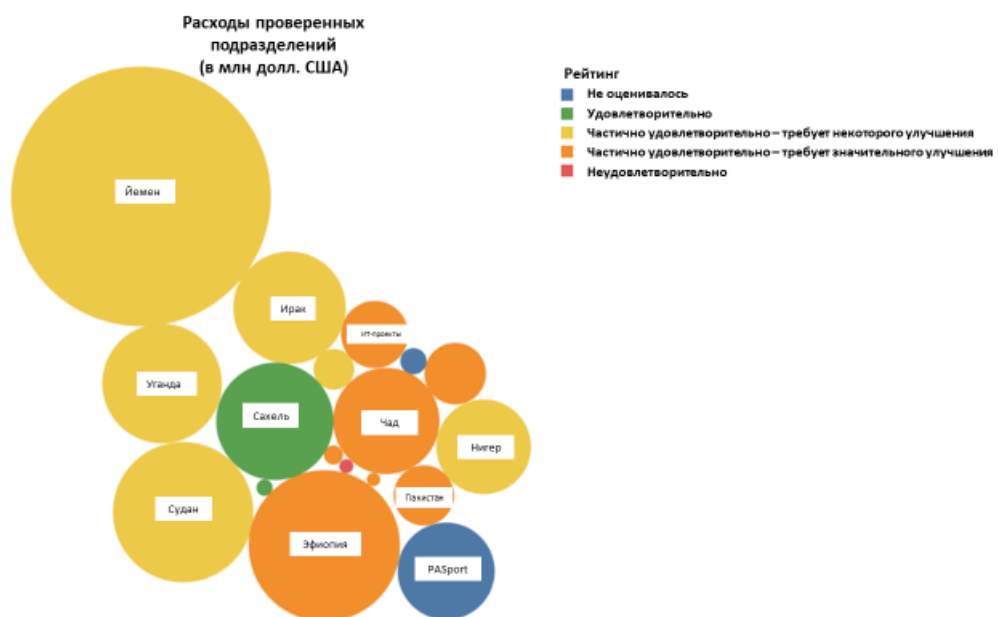 Расходы проверенных
подразделений
(в млн долл. США)
Рейтинг
Не оценивалось
Удовлетворительно
Частично удовлетворительно – требует некоторого улучшения
Частично удовлетворительно – требует значительного улучшения
Неудовлетворительно
Йемен
Ирак
ИТ-проекты
Уганда
Сахель
Чад
Нигер
Судан
Пакистан
Эфиопия
PASport